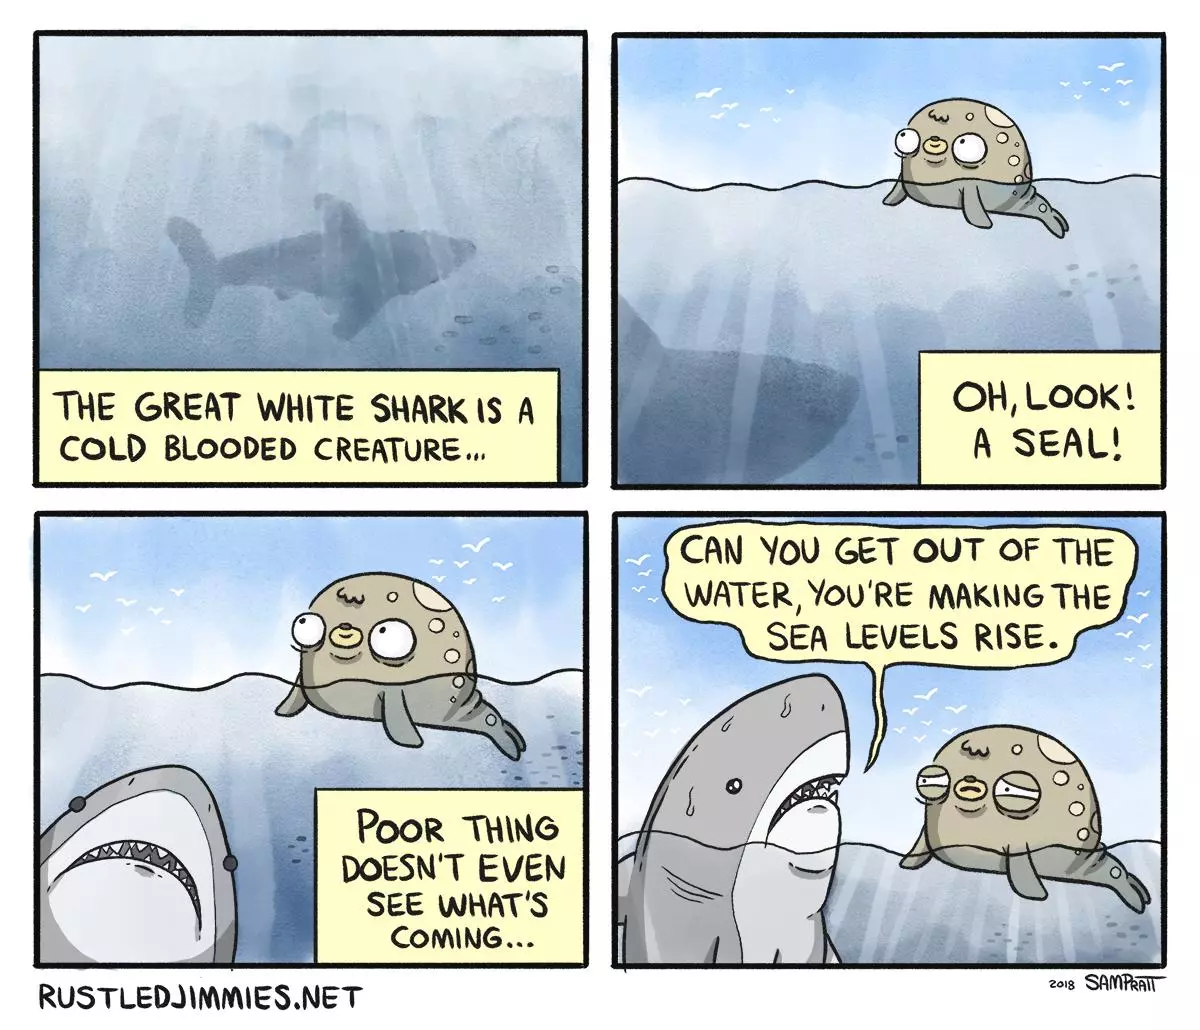 THE GREAT WHITE SHARK IS A
COLD BLOODED CREATURE...
OH, LOOK!
A SEAL!
POOR THING
DOESN'T EVEN
SEE WHAT'S
COMING...
CAN YOU GET OUT OF THE
WATER, YOU'RE MAKING THE
SEA LEVELS RISE.
RUSTLEDJIMMIES.NET
2018 SAMPRATT